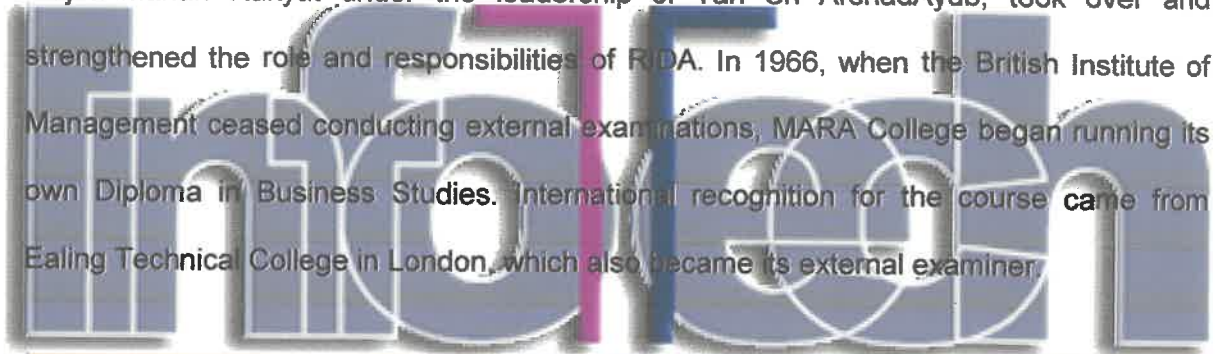 under the leadership of Tan Sri ArshadAyub, took over and
strengthened the role and responsibilities of RIDA. In 1966, when the British Institute of
Management ceased conducting external examinations, MARA College began running its
own Diploma in Business Studies. International recognition for the course came from
Ealing Technical College in London, which also became its external examiner.
InfoTech